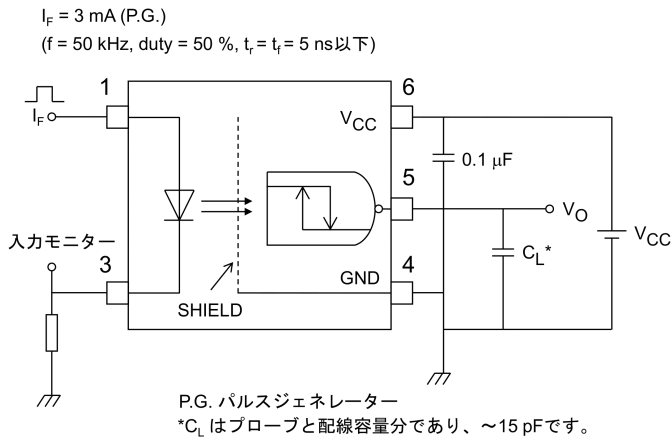 I_F = 3 mA (P.G.)
(f = 50 kHz, duty = 50 %, t_r = t_f = 5 ns以下)
1
6
I_F
V_CC
0.1 μF
5
V_O
入力モニター
C_L*
V_CC
3
GND
4
SHIELD
P.G. パルスジェネレーター
*C_L はプローブと配線容量分であり、～15 pFです。